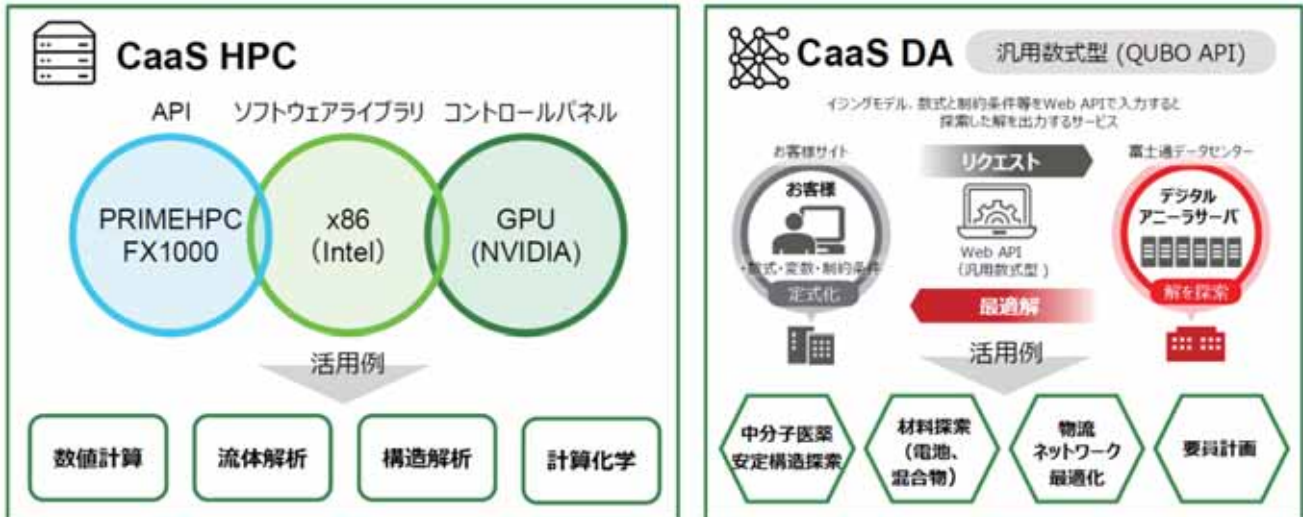 CaaS HPC
API ソフトウェアライブラリ コントロールパネル
PRIMEHPC
FX1000
x86
（Intel）
GPU
(NVIDIA)
活用例
数値計算
流体解析
構造解析
計算化学
CaaS DA
汎用数式型 (QUBO API)
イジングモデル、数式と制約条件等をWeb APIで入力すると
探索した解を出力するサービス
お客様サイト
お客様
・数式・変数・制約条件
定式化
リクエスト
Web API
（汎用数式型 )
最適解
富士通データセンター
デジタル
アニーラサーバ
解を探索
活用例
中分子医薬
安定構造探索
材料探索
（電池、
混合物）
物流
ネットワーク
最適化
要員計画